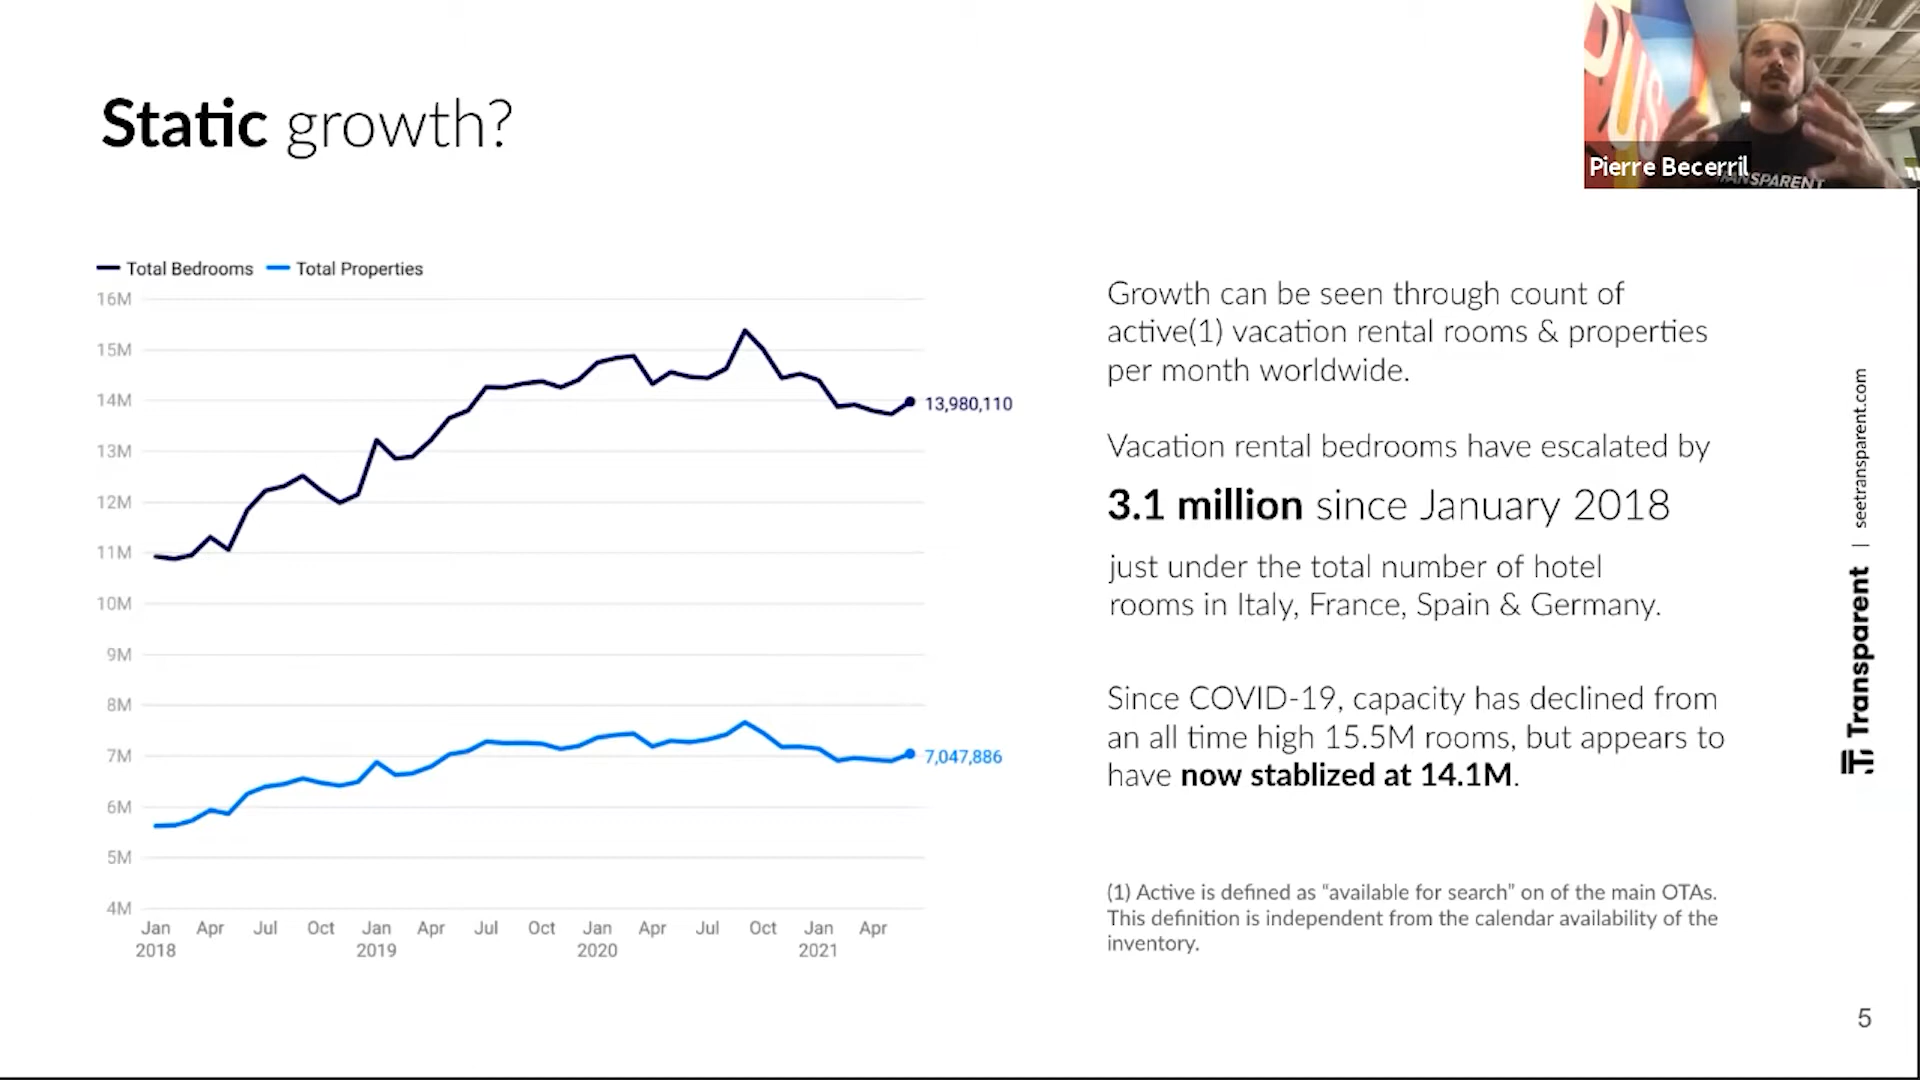 Static growth?
Pierre Becerril
TRANSPARENT
Total Bedrooms Total Properties
16M
15M
14M
13M
12M
11M
10M
9M
8M
7M
6M
5M
4M
13,980,110
7,047,886
Jan Apr Jul Oct Jan Apr Jul Oct Jan Apr Jul Oct Jan Apr
2018 2019 2020 2021
Growth can be seen through count of
active(1) vacation rental rooms & properties
per month worldwide.
Vacation rental bedrooms have escalated by
3.1 million since January 2018
just under the total number of hotel
rooms in Italy, France, Spain & Germany.
Since COVID-19, capacity has declined from
an all time high 15.5M rooms, but appears to
have now stablized at 14.1M.
(1) Active is defined as “available for search” on of the main OTAs.
This definition is independent from the calendar availability of the
inventory.
Transparent | seetransparent.com
5